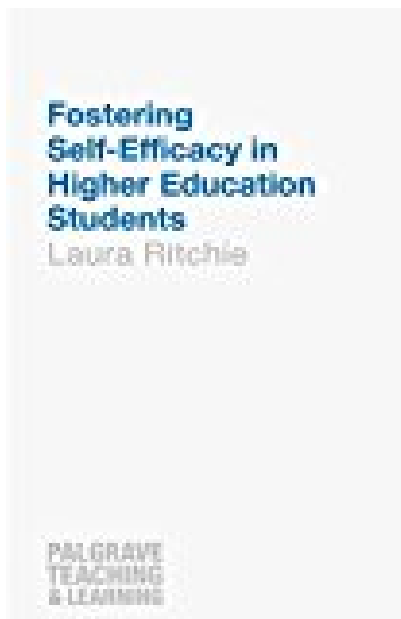 Fostering
Self-Efficacy in
Higher Education
Students
Laura Ritchie
PALGRAVE
TEACHING
& LEARNING